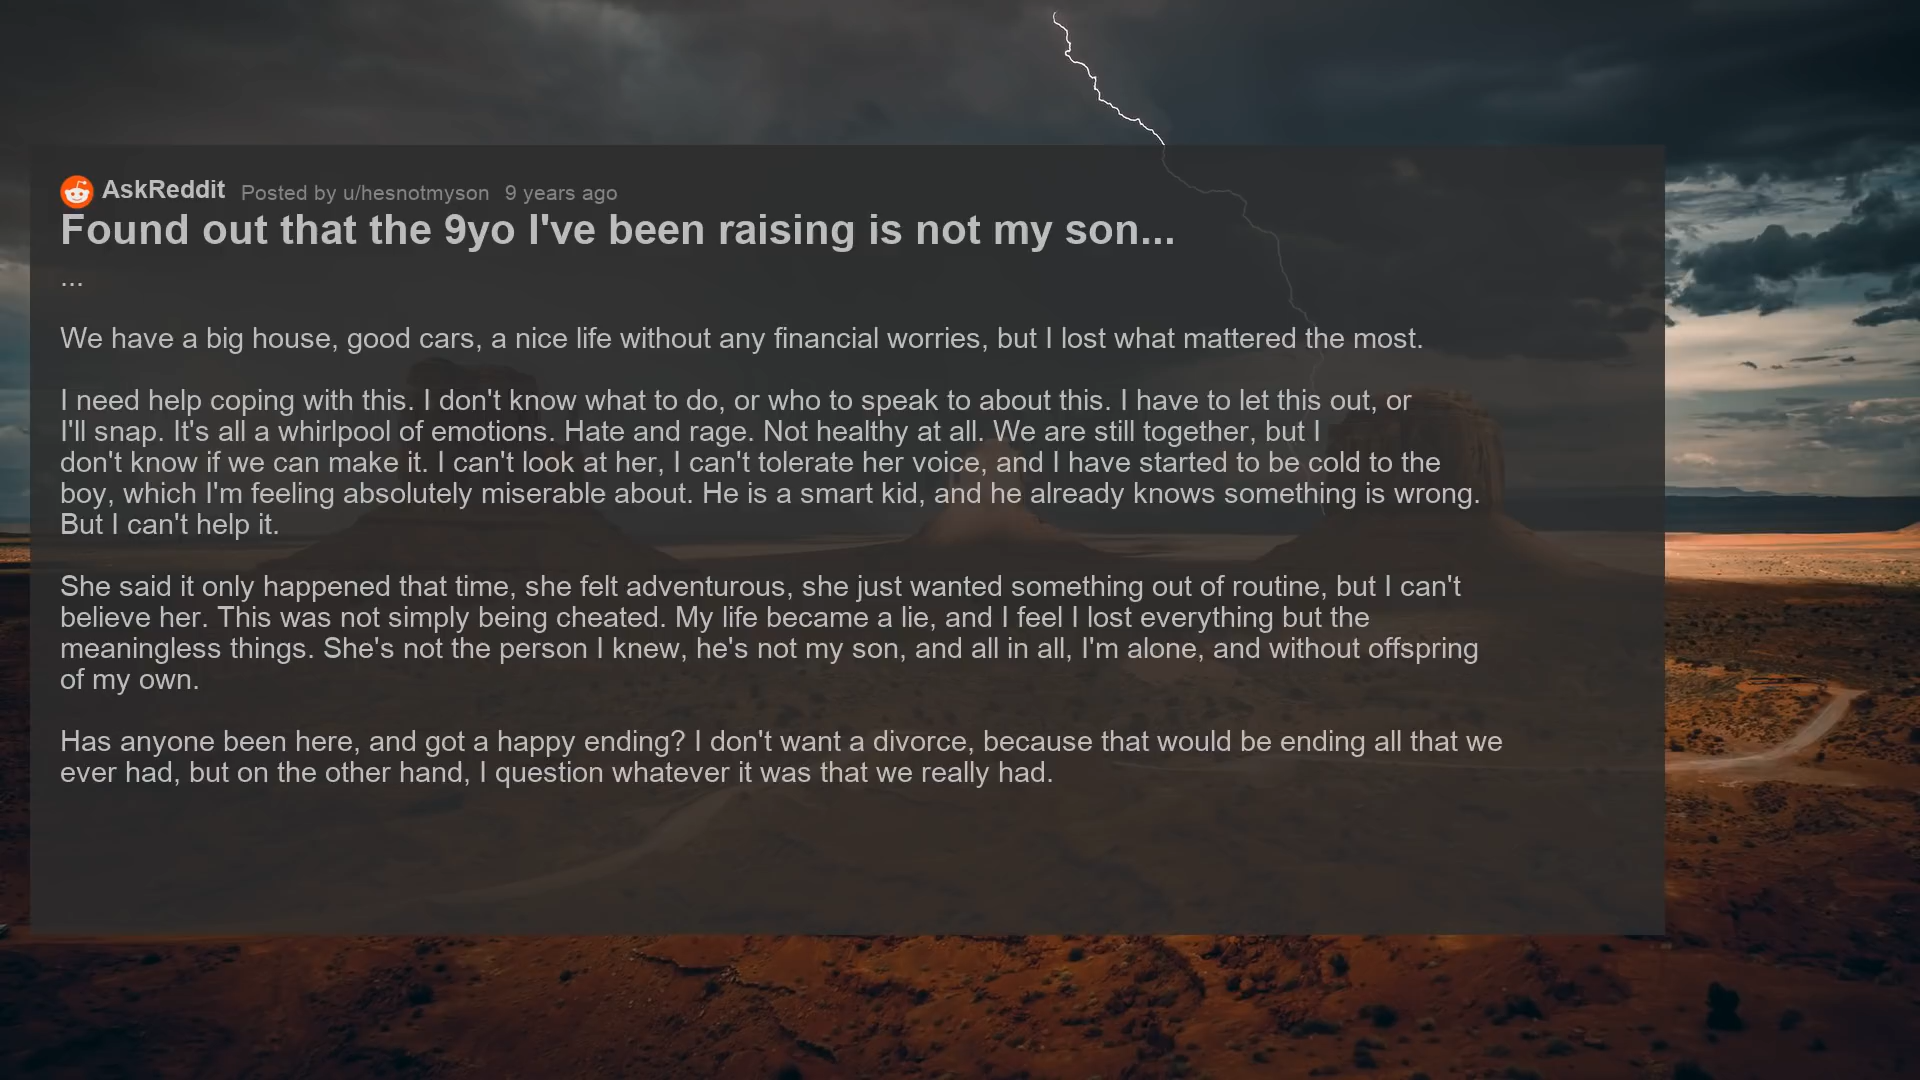 AskReddit Posted by u/hesnotmyson 9 years ago
Found out that the 9yo I've been raising is not my son...
...
We have a big house, good cars, a nice life without any financial worries, but I lost what mattered the most.
I need help coping with this. I don't know what to do, or who to speak to about this. I have to let this out, or
I'll snap. It's all a whirlpool of emotions. Hate and rage. Not healthy at all. We are still together, but I
don't know if we can make it. I can't look at her, I can't tolerate her voice, and I have started to be cold to the
boy, which I'm feeling absolutely miserable about. He is a smart kid, and he already knows something is wrong.
But I can't help it.
She said it only happened that time, she felt adventurous, she just wanted something out of routine, but I can't
believe her. This was not simply being cheated. My life became a lie, and I feel I lost everything but the
meaningless things. She's not the person I knew, he's not my son, and all in all, I'm alone, and without offspring
of my own.
Has anyone been here, and got a happy ending? I don't want a divorce, because that would be ending all that we
ever had, but on the other hand, I question whatever it was that we really had.